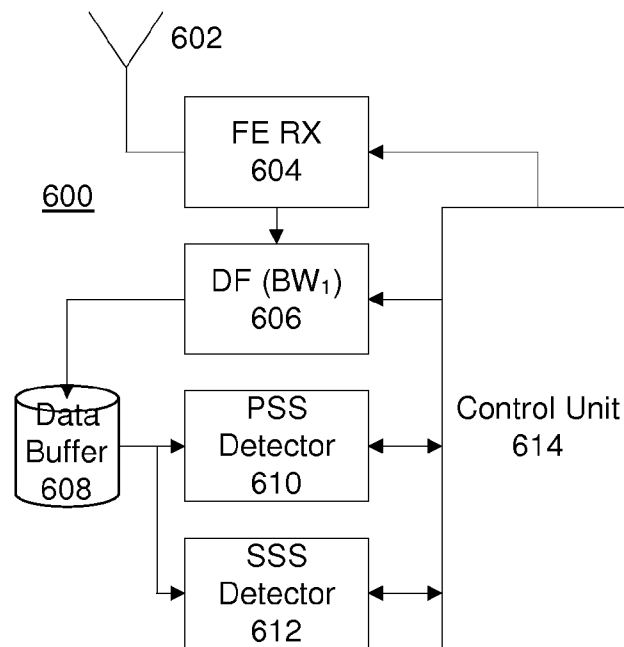 602
FE RX
604
600
DF (BW₁)
606
Data
Buffer
608
PSS
Detector
610
Control Unit
614
SSS
Detector
612